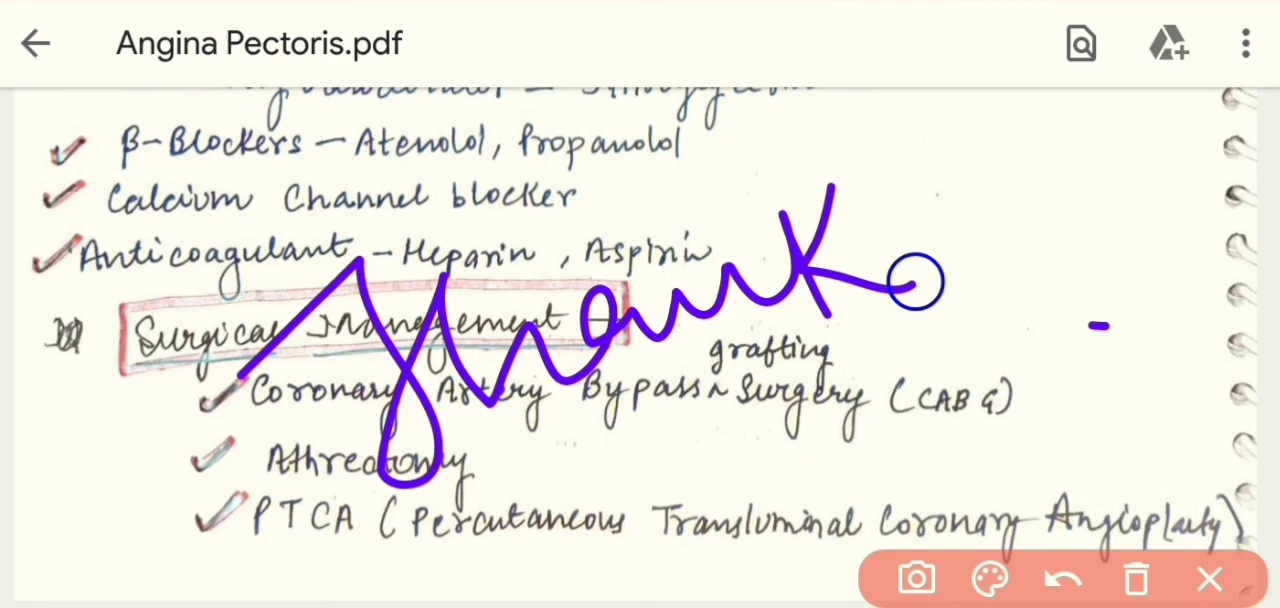 Angina Pectoris.pdf
β-Blockers – Atenolol, Propanolol
Calcium Channel blocker
Anticoagulant – Heparin, Aspirin
Surgical Management →
grafting
Coronary Artery Bypass ^ Surgery (CABG)
Athreatomy
PTCA (Percutaneous Transluminal Coronary Angioplasty)
Thank